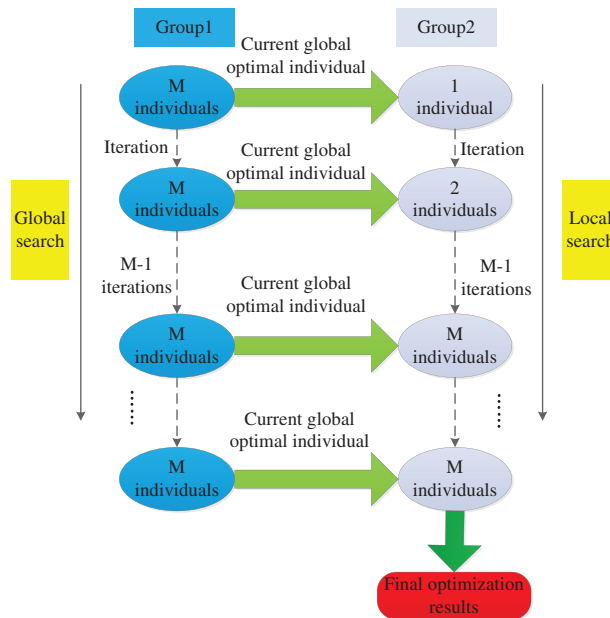 Group1
Group2
Current global
optimal individual
M
individuals
1
individual
Iteration
Iteration
Current global
optimal individual
M
individuals
2
individuals
Global
search
Local
search
M-1
iterations
M-1
iterations
Current global
optimal individual
M
individuals
M
individuals
......
......
Current global
optimal individual
M
individuals
M
individuals
Final optimization
results